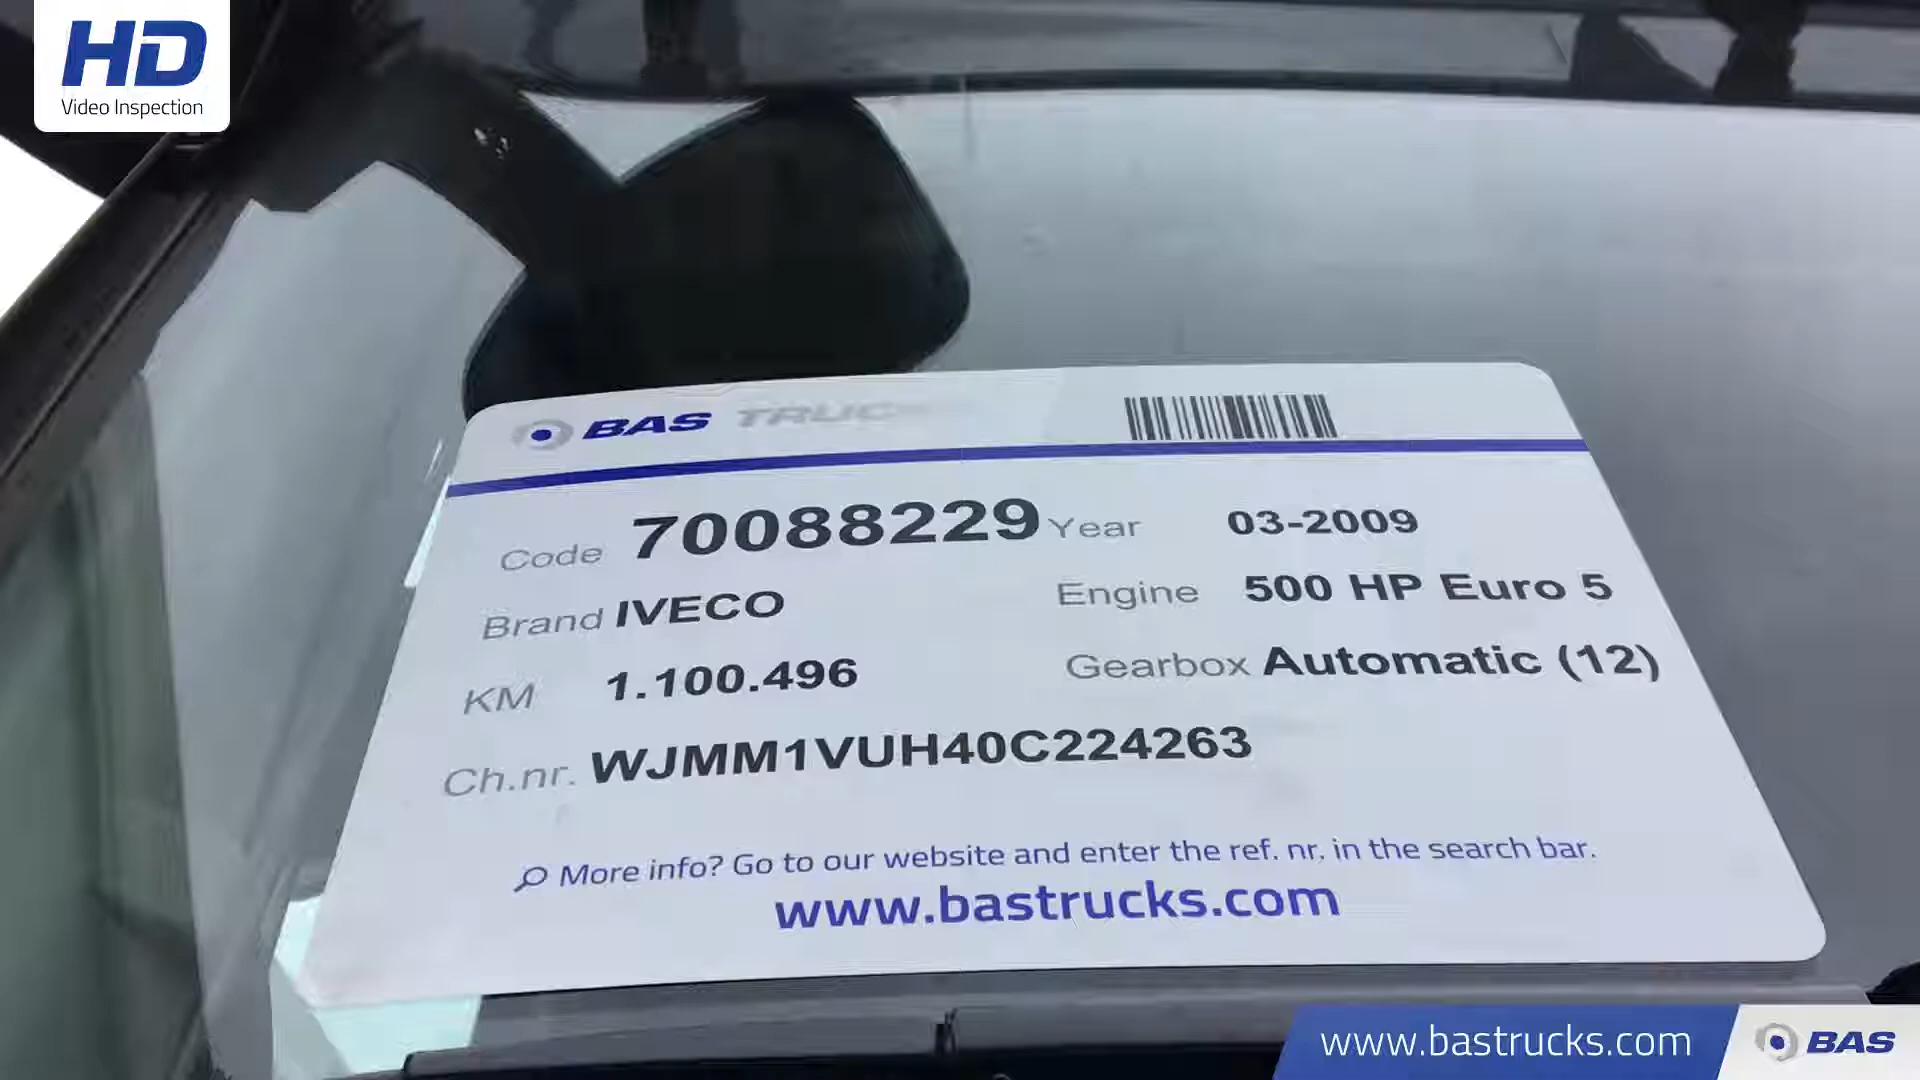 HD
Video Inspection
BAS TRUCKS
Code 70088229 Year 03-2009
Brand IVECO Engine 500 HP Euro 5
KM 1.100.496 Gearbox Automatic (12)
Ch.nr. WJMM1VUH40C224263
More info? Go to our website and enter the ref. nr. in the search bar.
www.bastrucks.com
www.bastrucks.com BAS